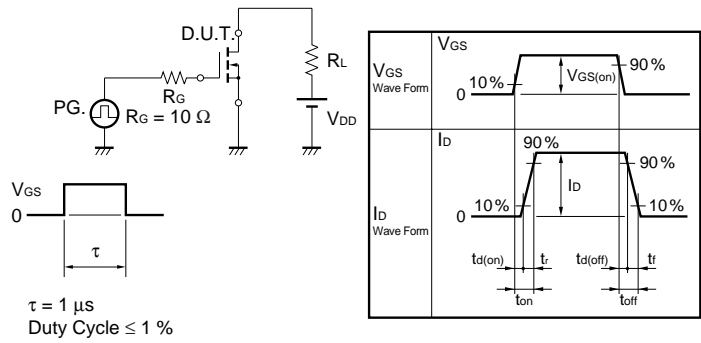 D.U.T.
RL
PG.
RG
RG = 10 Ω
VDD
VGS
0
τ
τ = 1 μs
Duty Cycle ≤ 1 %
VGS
Wave Form
VGS
10 %
0
VGS(on)
90 %
ID
Wave Form
ID
90 %
90 %
ID
10 %
0
10 %
td(on)
tr
td(off)
tf
ton
toff